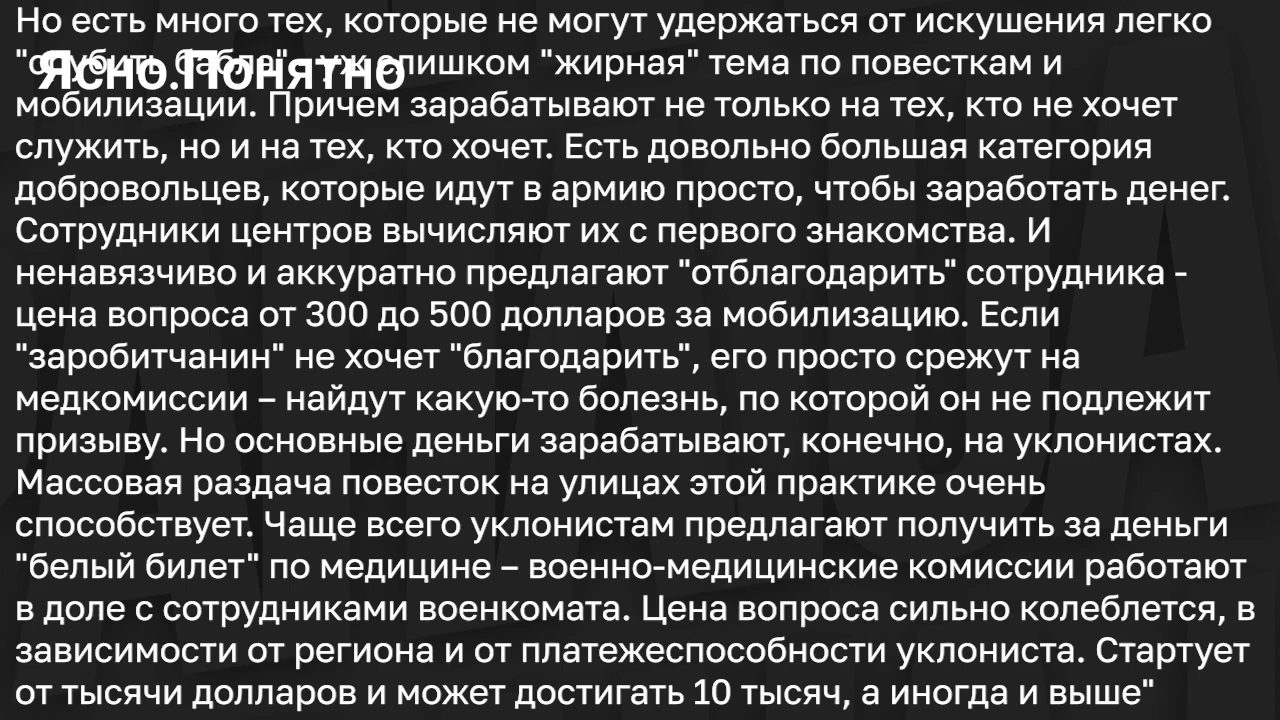 Но есть много тех, которые не могут удержаться от искушения легко
"срубить бабла" - уж слишком "жирная" тема по повесткам и
Ясно.Понятно
мобилизации. Причем зарабатывают не только на тех, кто не хочет
служить, но и на тех, кто хочет. Есть довольно большая категория
добровольцев, которые идут в армию просто, чтобы заработать денег.
Сотрудники центров вычисляют их с первого знакомства. И
ненавязчиво и аккуратно предлагают "отблагодарить" сотрудника -
цена вопроса от 300 до 500 долларов за мобилизацию. Если
"заробитчанин" не хочет "благодарить", его просто срежут на
медкомиссии – найдут какую-то болезнь, по которой он не подлежит
призыву. Но основные деньги зарабатывают, конечно, на уклонистах.
Массовая раздача повесток на улицах этой практике очень
способствует. Чаще всего уклонистам предлагают получить за деньги
"белый билет" по медицине – военно-медицинские комиссии работают
в доле с сотрудниками военкомата. Цена вопроса сильно колеблется, в
зависимости от региона и от платежеспособности уклониста. Стартует
от тысячи долларов и может достигать 10 тысяч, а иногда и выше"